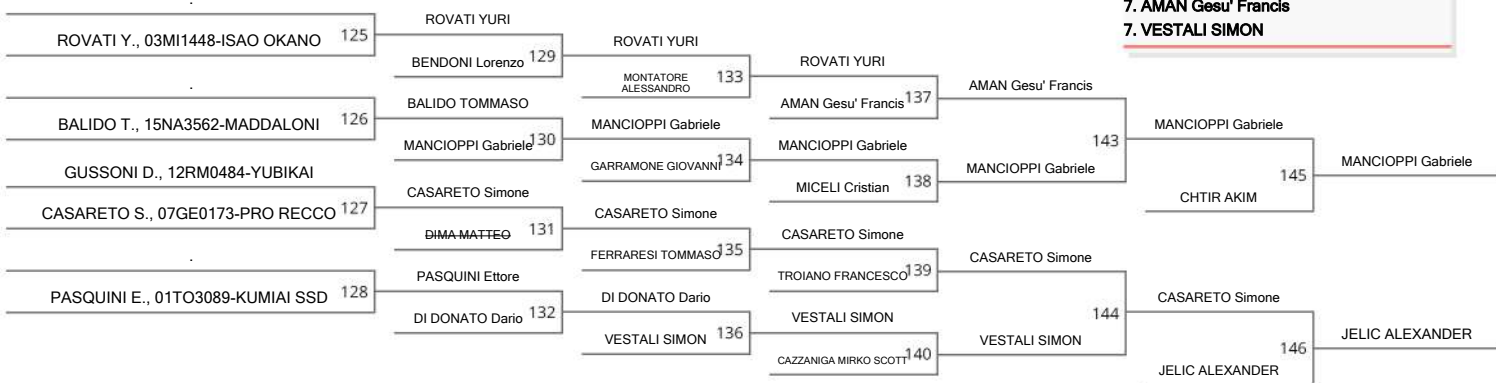 7. AMAN Gesu' Francis
7. VESTALI SIMON
.
ROVATI Y., 03MI1448-ISAO OKANO
125
.
BALIDO T., 15NA3562-MADDALONI
126
GUSSONI D., 12RM0484-YUBIKAI
CASARETO S., 07GE0173-PRO RECCO
127
.
PASQUINI E., 01TO3089-KUMIAI SSD
128
ROVATI YURI
BENDONI Lorenzo
129
BALIDO TOMMASO
MANCIOPPI Gabriele
130
CASARETO Simone
DIMA MATTEO
131
PASQUINI Ettore
DI DONATO Dario
132
ROVATI YURI
MONTATORE
ALESSANDRO
133
MANCIOPPI Gabriele
GARRAMONE GIOVANNI
134
CASARETO Simone
FERRARESI TOMMASO
135
DI DONATO Dario
VESTALI SIMON
136
ROVATI YURI
AMAN Gesu' Francis
137
MANCIOPPI Gabriele
MICELI Cristian
138
CASARETO Simone
TROIANO FRANCESCO
139
VESTALI SIMON
CAZZANIGA MIRKO SCOTT
140
AMAN Gesu' Francis
143
MANCIOPPI Gabriele
CASARETO Simone
144
VESTALI SIMON
MANCIOPPI Gabriele
145
CHTIR AKIM
CASARETO Simone
146
JELIC ALEXANDER
MANCIOPPI Gabriele
JELIC ALEXANDER